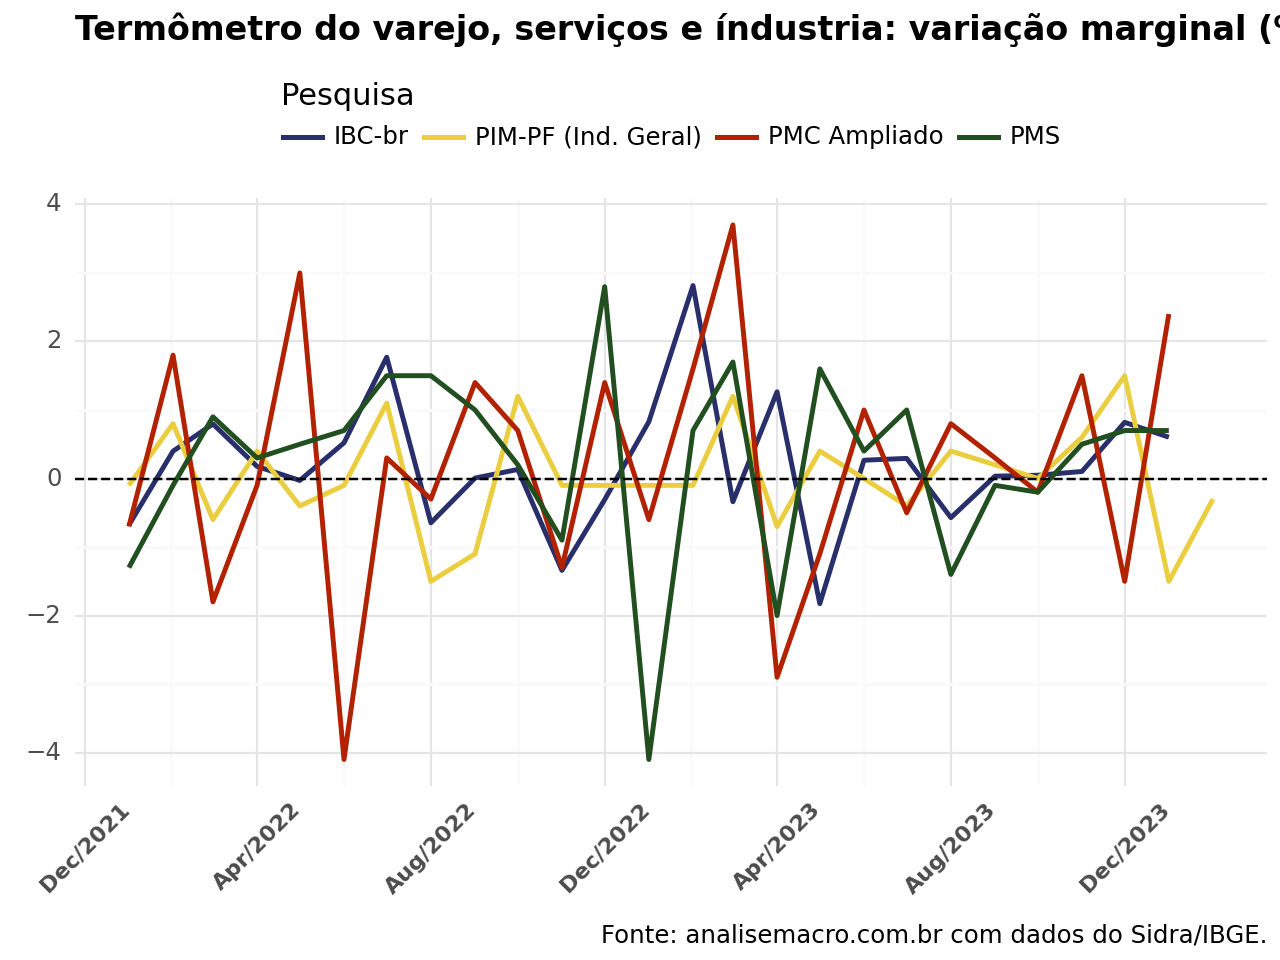 Termômetro do varejo, serviços e índustria: variação marginal (
Pesquisa
IBC-br PIM-PF (Ind. Geral) PMC Ampliado PMS
4
2
0
−2
−4
Dec/2021 Apr/2022 Aug/2022 Dec/2022 Apr/2023 Aug/2023 Dec/2023
Fonte: analisemacro.com.br com dados do Sidra/IBGE.